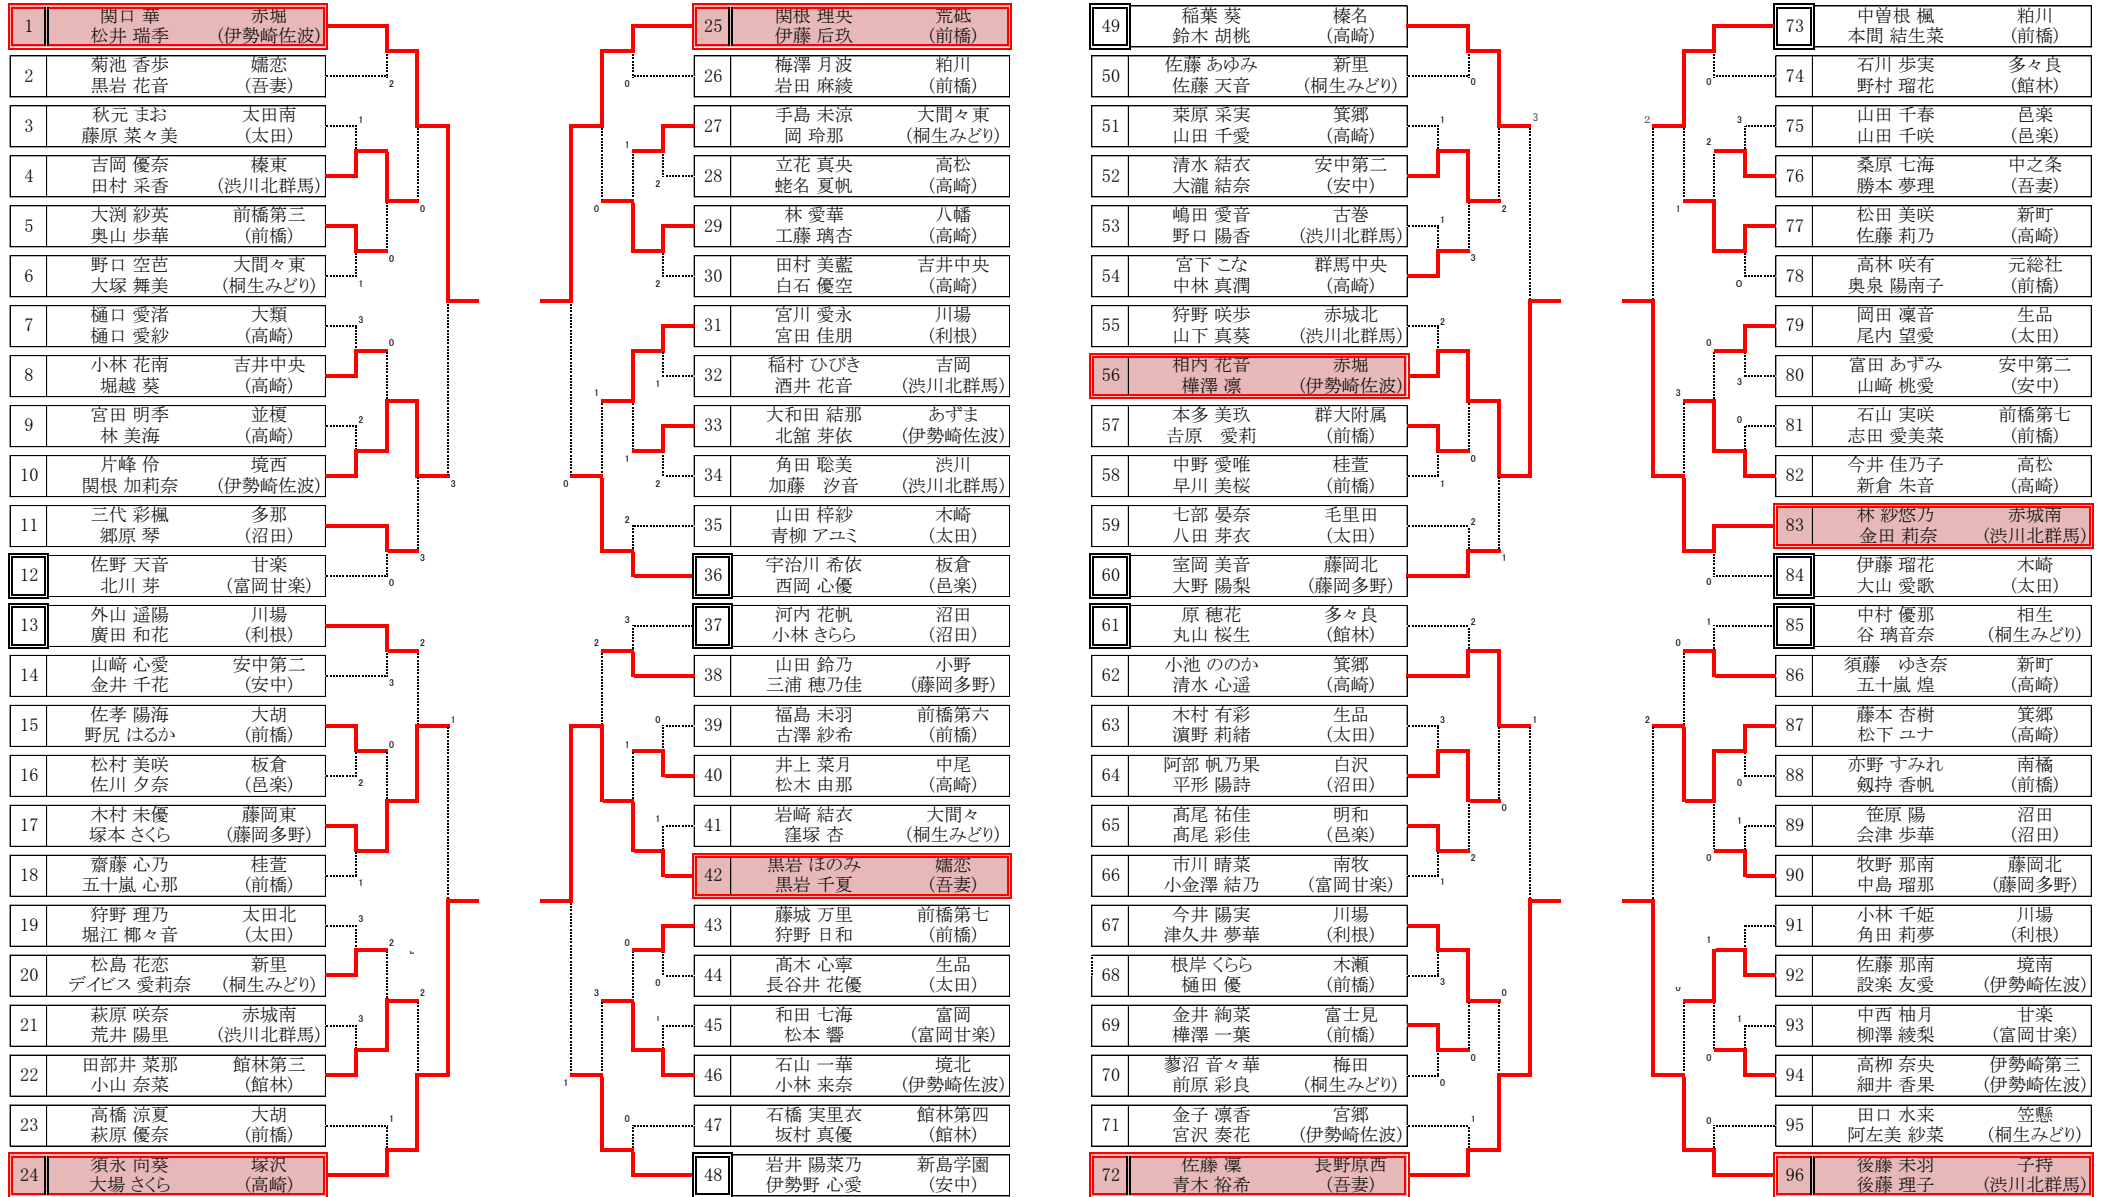 1 関口 華 赤堀
松井 瑞季 (伊勢崎佐波)
2 菊池 香歩 嬬恋
黒岩 花音 (吾妻)
3 秋元 まお 太田南
藤原 菜々美 (太田)
4 吉岡 優奈 榛東
田村 采香 (渋川北群馬)
5 大渕 紗英 前橋第三
奥山 歩華 (前橋)
6 野口 空芭 大間々東
大塚 舞美 (桐生みどり)
7 樋口 愛渚 大類
樋口 愛紗 (高崎)
8 小林 花南 吉井中央
堀越 葵 (高崎)
9 宮田 明季 並榎
林 美海 (高崎)
10 片峰 伶 境西
関根 加莉奈 (伊勢崎佐波)
11 三代 彩楓 多那
郷原 琴 (沼田)
12 佐野 天音 甘楽
北川 芽 (富岡甘楽)
13 外山 遥陽 川場
廣田 和花 (利根)
14 山﨑 心愛 安中第二
金井 千花 (安中)
15 佐孝 陽海 大胡
野尻 はるか (前橋)
16 松村 美咲 板倉
佐川 夕奈 (邑楽)
17 木村 未優 藤岡東
塚本 さくら (藤岡多野)
18 齋藤 心乃 桂萱
五十嵐 心那 (前橋)
19 狩野 理乃 太田北
堀江 椰々音 (太田)
20 松島 花恋 新里
デイビス 愛莉奈 (桐生みどり)
21 萩原 咲奈 赤城南
荒井 陽里 (渋川北群馬)
22 田部井 菜那 館林第三
小山 奈菜 (館林)
23 高橋 涼夏 大胡
萩原 優奈 (前橋)
24 須永 向葵 塚沢
大場 さくら (高崎)
25 関根 理央 荒砥
伊藤 后玖 (前橋)
26 梅澤 月波 粕川
岩田 麻綾 (前橋)
27 手島 未涼 大間々東
岡 玲那 (桐生みどり)
28 立花 真央 高松
蛯名 夏帆 (高崎)
29 林 愛華 八幡
工藤 璃杏 (高崎)
30 田村 美藍 吉井中央
白石 優空 (高崎)
31 宮川 愛永 川場
宮田 佳朋 (利根)
32 稲村 ひびき 吉岡
酒井 花音 (渋川北群馬)
33 大和田 結那 あずま
北舘 芽依 (伊勢崎佐波)
34 角田 聡美 渋川
加藤 汐音 (渋川北群馬)
35 山田 梓紗 木崎
青柳 アユミ (太田)
36 宇治川 希依 板倉
西岡 心優 (邑楽)
37 河内 花帆 沼田
小林 きらら (沼田)
38 山田 鈴乃 小野
三浦 穂乃佳 (藤岡多野)
39 福島 未羽 前橋第六
古澤 紗希 (前橋)
40 井上 菜月 中尾
松木 由那 (高崎)
41 岩﨑 結衣 大間々
窪塚 杏 (桐生みどり)
42 黒岩 ほのみ 嬬恋
黒岩 千夏 (吾妻)
43 藤城 万里 前橋第七
狩野 日和 (前橋)
44 髙木 心寧 生品
長谷井 花優 (太田)
45 和田 七海 富岡
松本 響 (富岡甘楽)
46 石山 一華 境北
小林 来奈 (伊勢崎佐波)
47 石橋 実里衣 館林第四
坂村 真優 (館林)
48 岩井 陽菜乃 新島学園
伊勢野 心愛 (安中)
49 稲葉 葵 榛名
鈴木 胡桃 (高崎)
50 佐藤 あゆみ 新里
佐藤 天音 (桐生みどり)
51 菜原 采実 箕郷
山田 千愛 (高崎)
52 清水 結衣 安中第二
大瀧 結奈 (安中)
53 嶋田 愛音 古巻
野口 陽香 (渋川北群馬)
54 宮下 こな 群馬中央
中林 真潤 (高崎)
55 狩野 咲歩 赤城北
山下 真葵 (渋川北群馬)
56 相内 花音 赤堀
樺澤 凛 (伊勢崎佐波)
57 本多 美玖 群大附属
吉原 愛莉 (前橋)
58 中野 愛唯 桂萱
早川 美桜 (前橋)
59 七部 晏奈 毛里田
八田 芽衣 (太田)
60 室岡 美音 藤岡北
大野 陽梨 (藤岡多野)
61 原 穂花 多々良
丸山 桜生 (館林)
62 小池 ののか 箕郷
清水 心遥 (高崎)
63 木村 有彩 生品
濵野 莉緒 (太田)
64 阿部 帆乃果 白沢
平形 陽詩 (沼田)
65 髙尾 祐佳 明和
髙尾 彩佳 (邑楽)
66 市川 晴菜 南牧
小金澤 結乃 (富岡甘楽)
67 今井 陽実 川場
津久井 夢華 (利根)
68 根岸 くらら 木瀬
樋田 優 (前橋)
69 金井 絢菜 富士見
樺澤 一葉 (前橋)
70 蓼沼 音々華 梅田
前原 彩良 (桐生みどり)
71 金子 凛香 宮郷
宮沢 奏花 (伊勢崎佐波)
72 佐藤 凜 長野原西
青木 裕希 (吾妻)
73 中曽根 楓 粕川
本間 結生菜 (前橋)
74 石川 歩実 多々良
野村 瑠花 (館林)
75 山田 千春 邑楽
山田 千咲 (邑楽)
76 桑原 七海 中之条
勝本 夢理 (吾妻)
77 松田 美咲 新町
佐藤 莉乃 (高崎)
78 高林 咲有 元総社
奥泉 陽南子 (前橋)
79 岡田 凜音 生品
尾内 望愛 (太田)
80 富田 あずみ 安中第二
山﨑 桃愛 (安中)
81 石山 実咲 前橋第七
志田 愛美菜 (前橋)
82 今井 佳乃子 高松
新倉 朱音 (高崎)
83 林 紗悠乃 赤城南
金田 莉奈 (渋川北群馬)
84 伊藤 瑠花 木崎
大山 愛歌 (太田)
85 中村 優那 相生
谷 璃音奈 (桐生みどり)
86 須藤 ゆき奈 新町
五十嵐 煌 (高崎)
87 藤本 杏樹 箕郷
松下 ユナ (高崎)
88 亦野 すみれ 南橘
剱持 香帆 (前橋)
89 笹原 陽 沼田
会津 歩華 (沼田)
90 牧野 那南 藤岡北
中島 瑠那 (藤岡多野)
91 小林 千姫 川場
角田 莉夢 (利根)
92 佐藤 那南 境南
設楽 友愛 (伊勢崎佐波)
93 中西 柚月 甘楽
柳澤 綾梨 (富岡甘楽)
94 高栁 奈央 伊勢崎第三
細井 香果 (伊勢崎佐波)
95 田口 水来 笠懸
阿左美 紗菜 (桐生みどり)
96 後藤 未羽 子持
後藤 理子 (渋川北群馬)